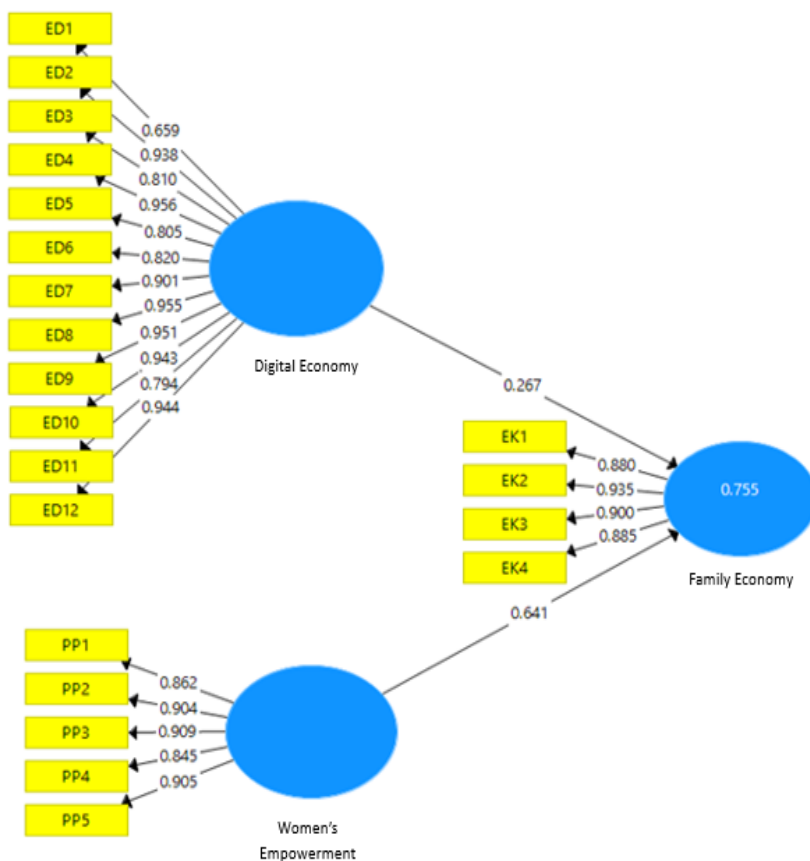 ED1
ED2
ED3
ED4
ED5
ED6
ED7
ED8
ED9
ED10
ED11
ED12
0.659
0.938
0.810
0.956
0.805
0.820
0.901
0.955
0.951
0.943
0.794
0.944
Digital Economy
0.267
EK1
EK2
EK3
EK4
0.880
0.935
0.900
0.885
0.755
Family Economy
0.641
PP1
PP2
PP3
PP4
PP5
0.862
0.904
0.909
0.845
0.905
Women's
Empowerment